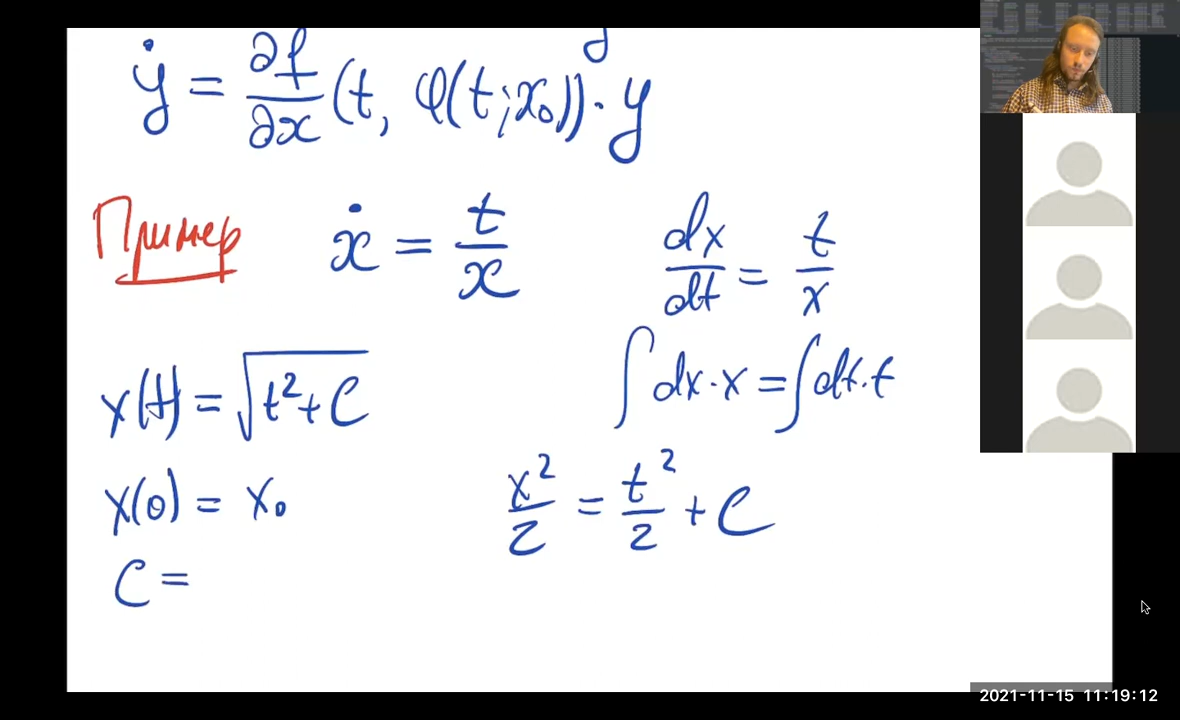 ẏ = ∂f/∂x (t, φ(t; x₀)) · y
Пример
ẋ = t/x
dx/dt = t/x
x(t) = √(t² + C)
∫ dx · x = ∫ dt · t
x(0) = x₀
x²/2 = t²/2 + C
C =
2021-11-15 11:19:12